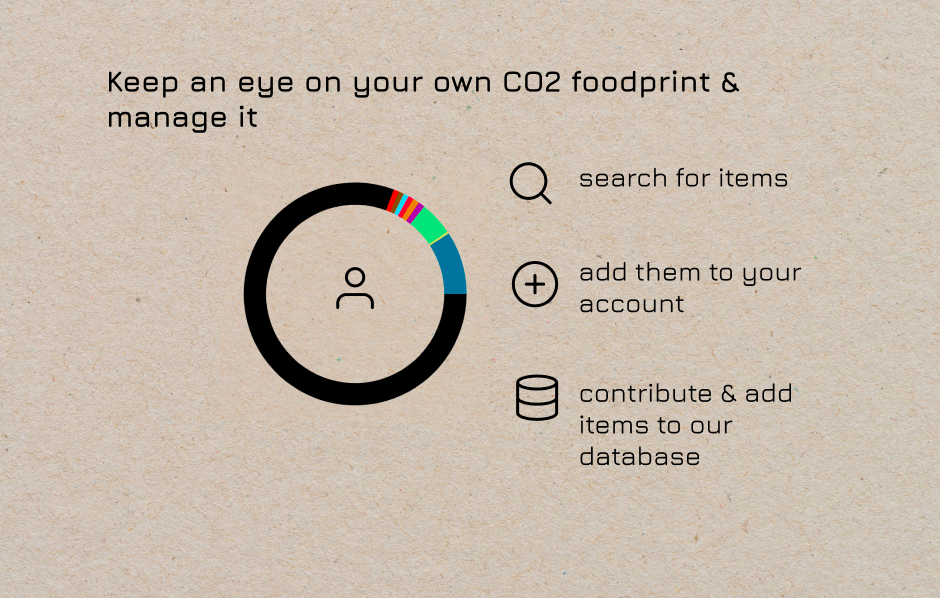 Keep an eye on your own CO2 foodprint &
manage it
search for items
add them to your
account
contribute & add
items to our
database